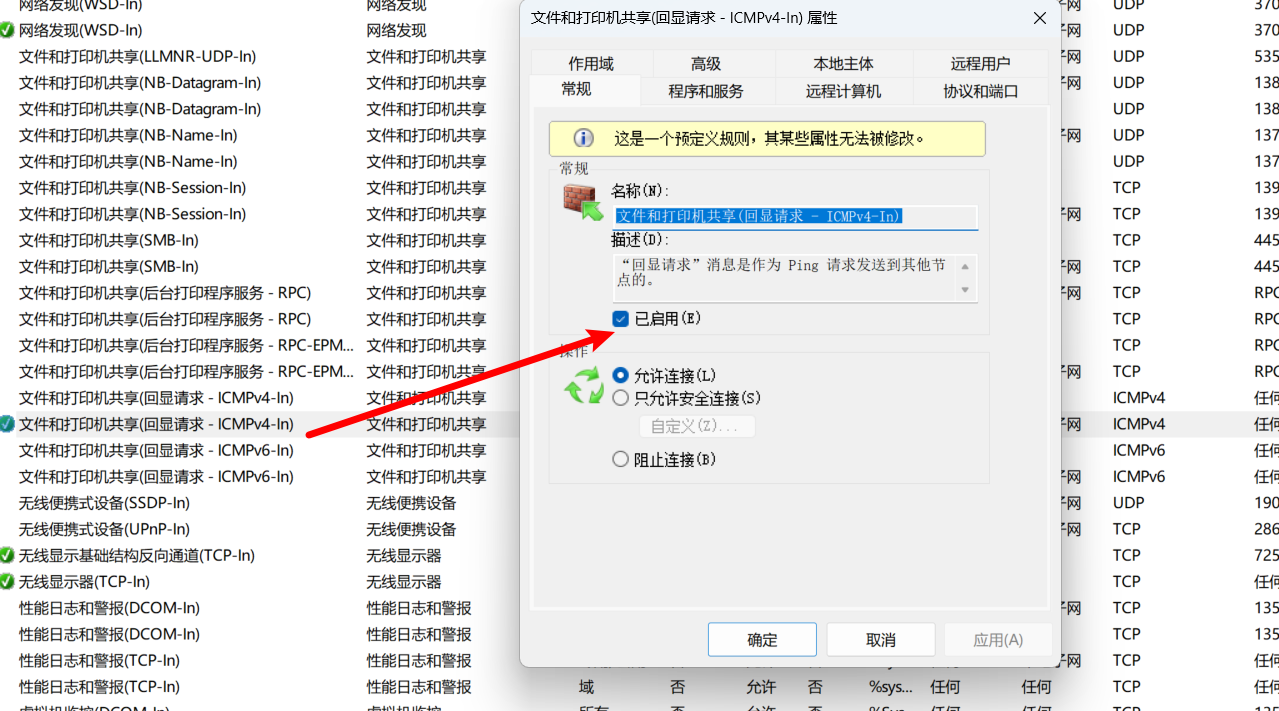 网络发现(WSD-In) 网络发现 UDP
网络发现(WSD-In) 网络发现 子网 UDP
文件和打印机共享(LLMNR-UDP-In) 文件和打印机共享 子网 UDP
文件和打印机共享(NB-Datagram-In) 文件和打印机共享 子网 UDP 138
文件和打印机共享(NB-Datagram-In) 文件和打印机共享 UDP 138
文件和打印机共享(NB-Name-In) 文件和打印机共享 子网 UDP 137
文件和打印机共享(NB-Name-In) 文件和打印机共享 UDP 137
文件和打印机共享(NB-Session-In) 文件和打印机共享 TCP 139
文件和打印机共享(NB-Session-In) 文件和打印机共享 子网 TCP 139
文件和打印机共享(SMB-In) 文件和打印机共享 TCP 445
文件和打印机共享(SMB-In) 文件和打印机共享 子网 TCP 445
文件和打印机共享(后台打印程序服务 - RPC) 文件和打印机共享 子网 TCP RPC
文件和打印机共享(后台打印程序服务 - RPC) 文件和打印机共享 TCP RPC
文件和打印机共享(后台打印程序服务 - RPC-EPM... 文件和打印机共享 TCP RPC
文件和打印机共享(后台打印程序服务 - RPC-EPM... 文件和打印机共享 子网 TCP RPC
文件和打印机共享(回显请求 - ICMPv4-In) 文件和打印机共享 ICMPv4 任何
文件和打印机共享(回显请求 - ICMPv4-In) 文件和打印机共享 子网 ICMPv4 任何
文件和打印机共享(回显请求 - ICMPv6-In) 文件和打印机共享 子网 ICMPv6 任何
文件和打印机共享(回显请求 - ICMPv6-In) 文件和打印机共享 ICMPv6 任何
无线便携式设备(SSDP-In) 无线便携设备 子网 UDP
无线便携式设备(UPnP-In) 无线便携设备 子网 TCP
无线显示基础结构反向通道(TCP-In) 无线显示器 TCP
无线显示器(TCP-In) 无线显示器 TCP 任何
性能日志和警报(DCOM-In) 性能日志和警报 子网 TCP 135
性能日志和警报(DCOM-In) 性能日志和警报 TCP 135
性能日志和警报(TCP-In) 性能日志和警报 子网 TCP 任何
性能日志和警报(TCP-In) 性能日志和警报 域 否 允许 否 %sys... 任何 任何 TCP 任何
文件和打印机共享(回显请求 - ICMPv4-In) 属性
作用域 高级 本地主体 远程用户
常规 程序和服务 远程计算机 协议和端口
这是一个预定义规则，其某些属性无法被修改。
常规
名称(N):
文件和打印机共享(回显请求 - ICMPv4-In)
描述(D):
“回显请求”消息是作为 Ping 请求发送到其他节
点的。
已启用(E)
操作
允许连接(L)
只允许安全连接(S)
自定义(Z)...
阻止连接(B)
确定 取消 应用(A)